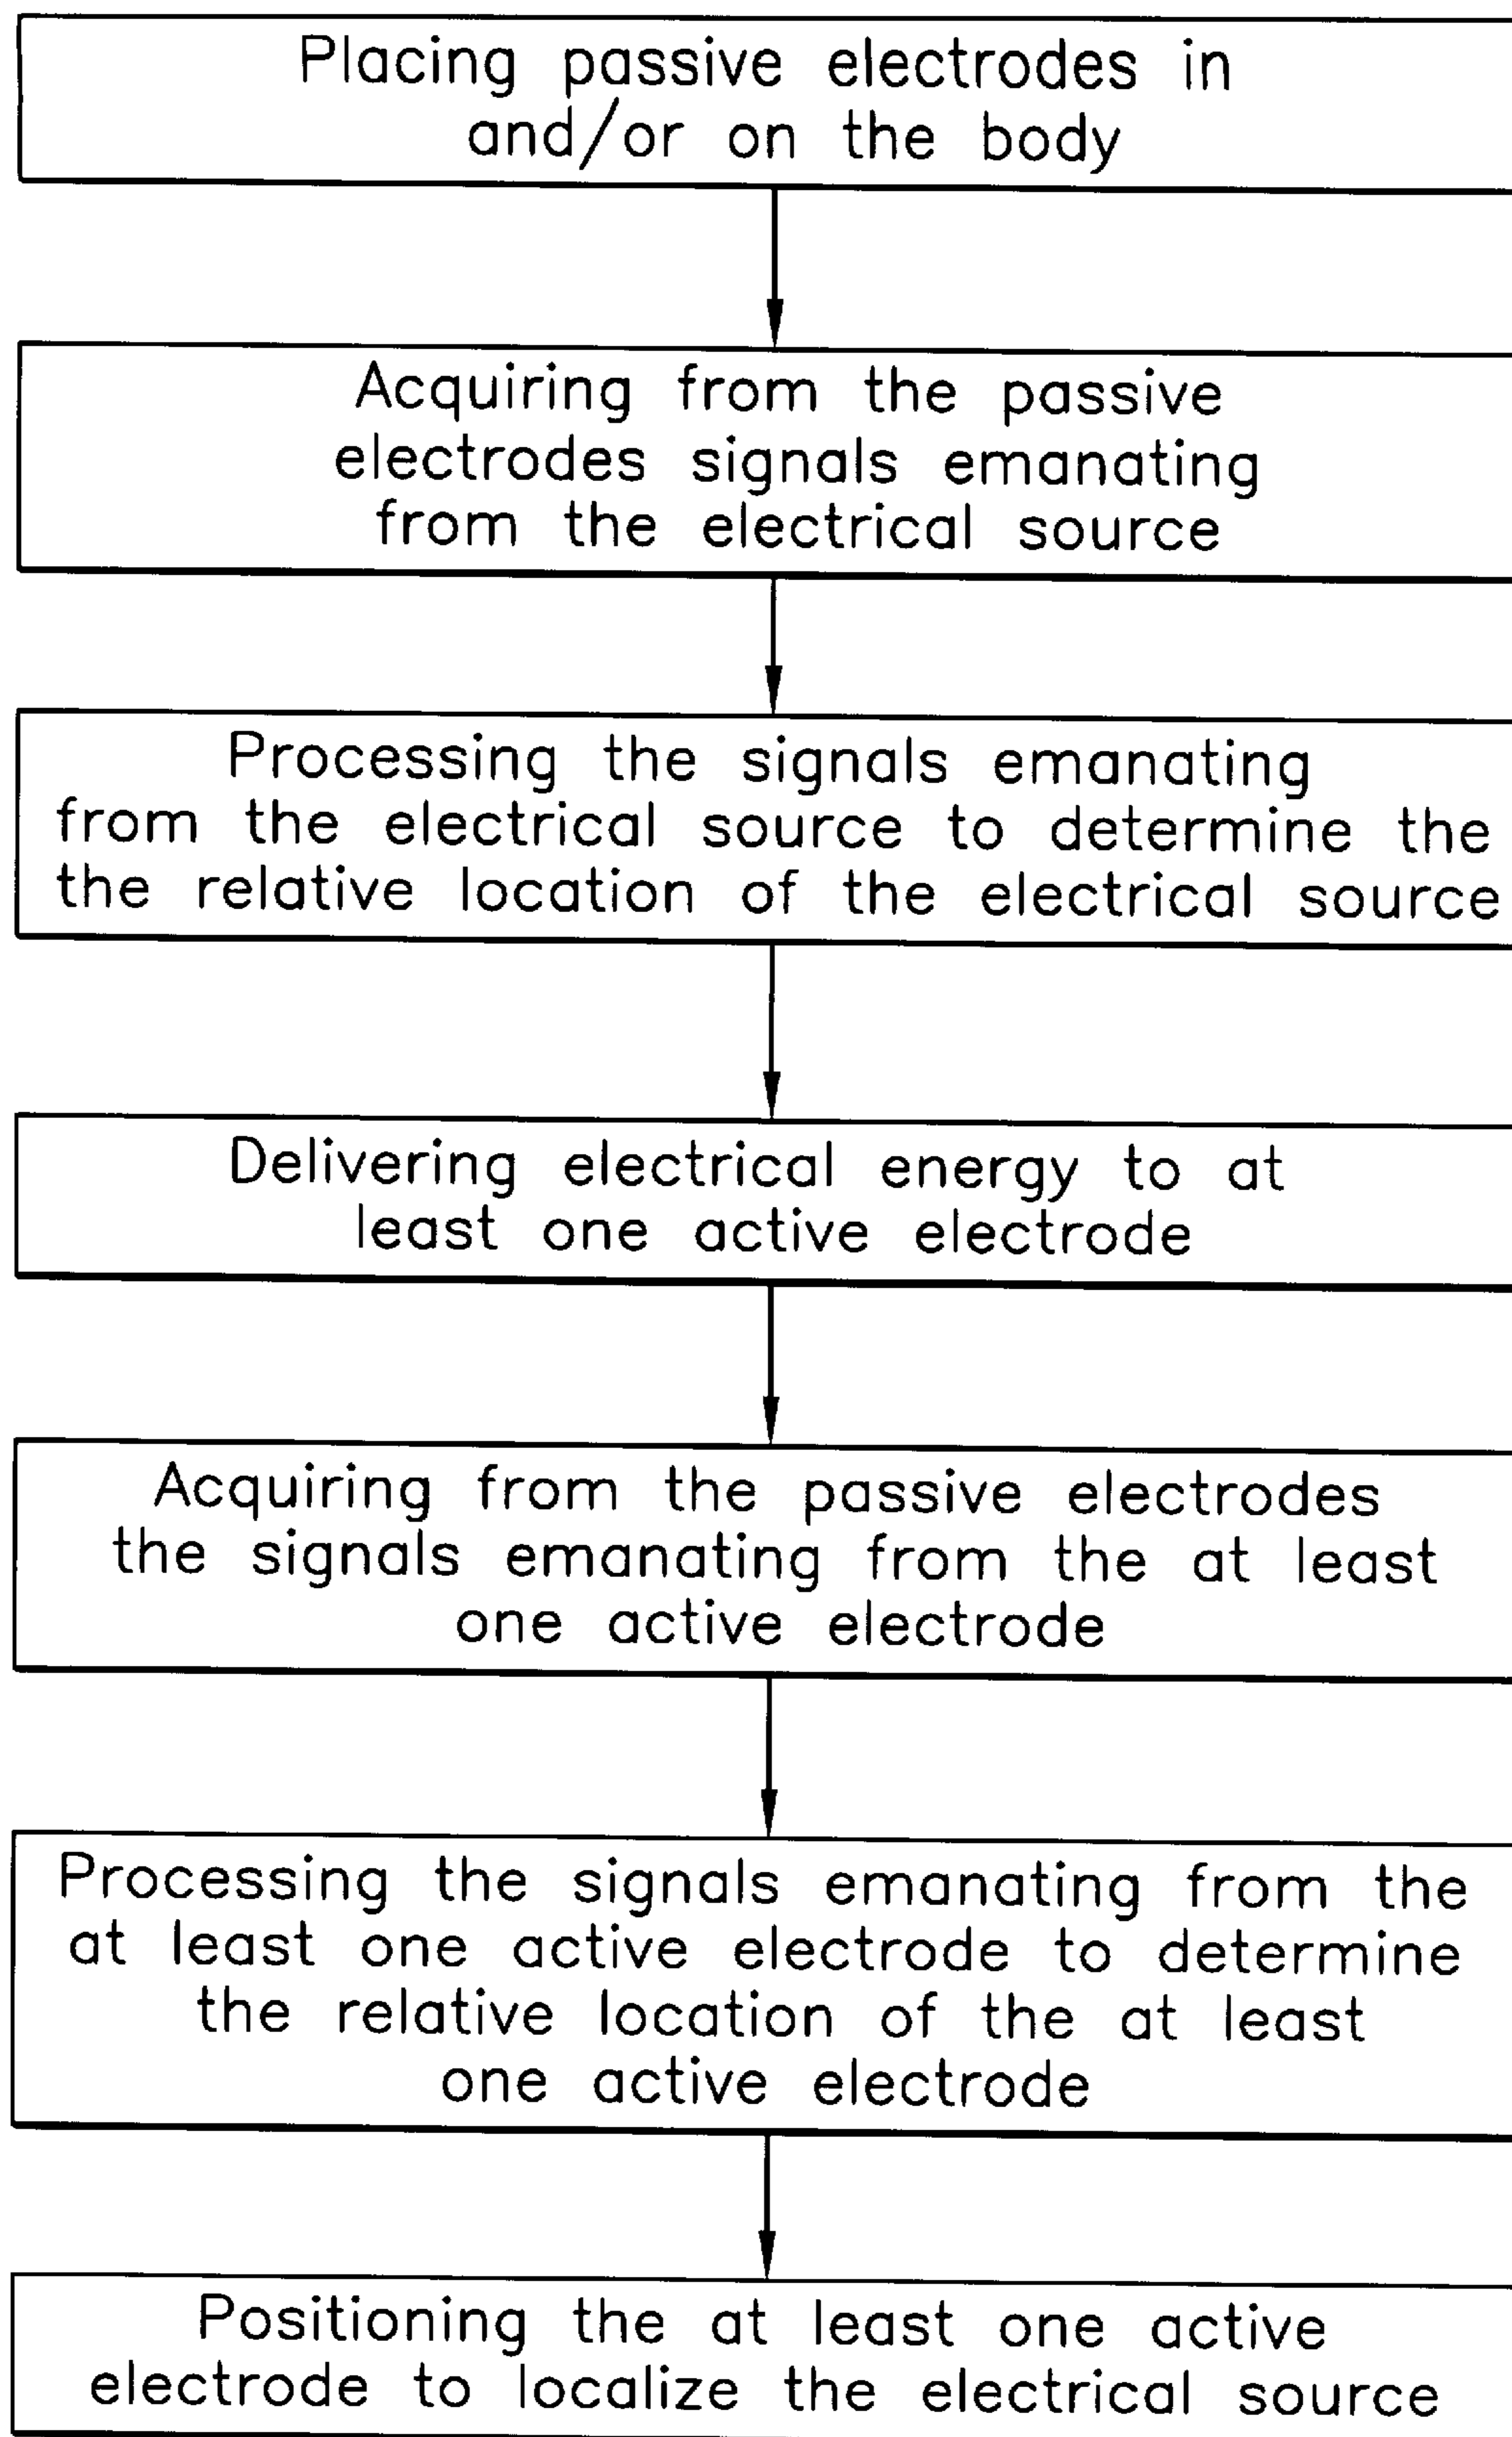 Placing passive electrodes in
and/or on the body
Acquiring from the passive
electrodes signals emanating
from the electrical source
Processing the signals emanating
from the electrical source to determine the
the relative location of the electrical source
Delivering electrical energy to at
least one active electrode
Acquiring from the passive electrodes
the signals emanating from the at least
one active electrode
Processing the signals emanating from the
at least one active electrode to determine
the relative location of the at least
one active electrode
Positioning the at least one active
electrode to localize the electrical source